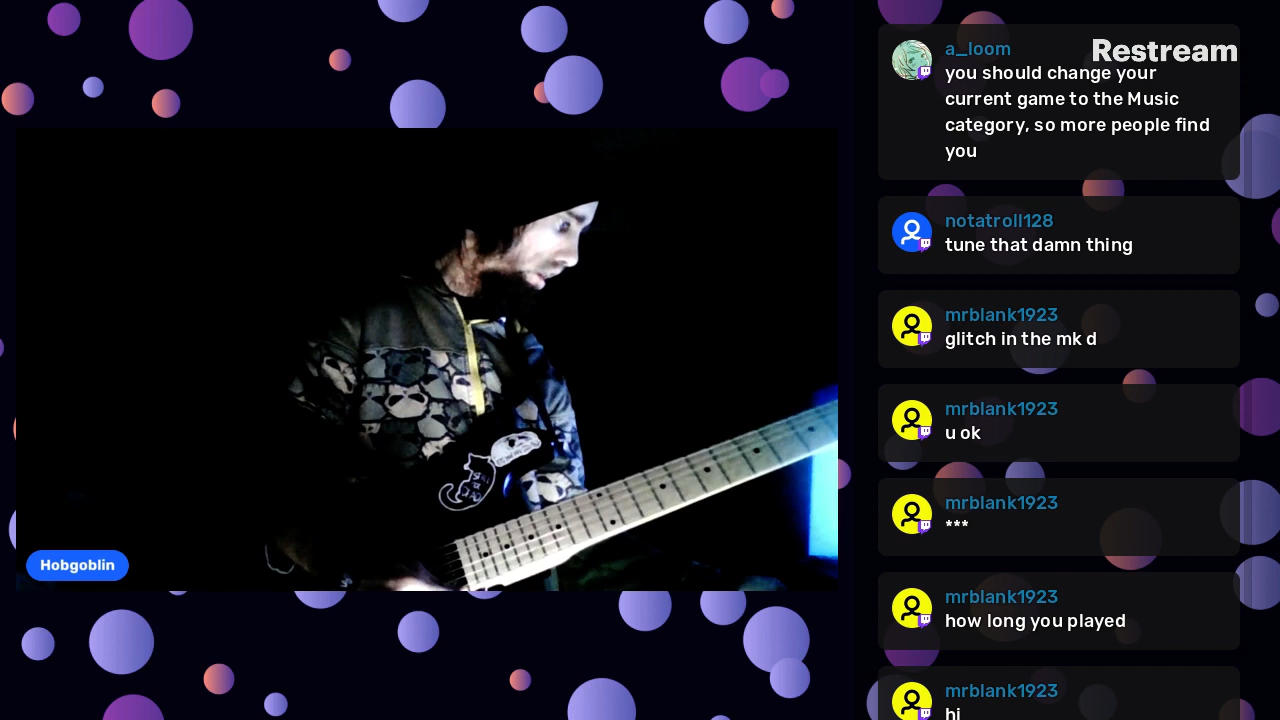 a_loom
Restream
you should change your
current game to the Music
category, so more people find
you
notatroll128
tune that damn thing
mrblank1923
glitch in the mk d
mrblank1923
u ok
mrblank1923
***
mrblank1923
how long you played
mrblank1923
hi
Hobgoblin